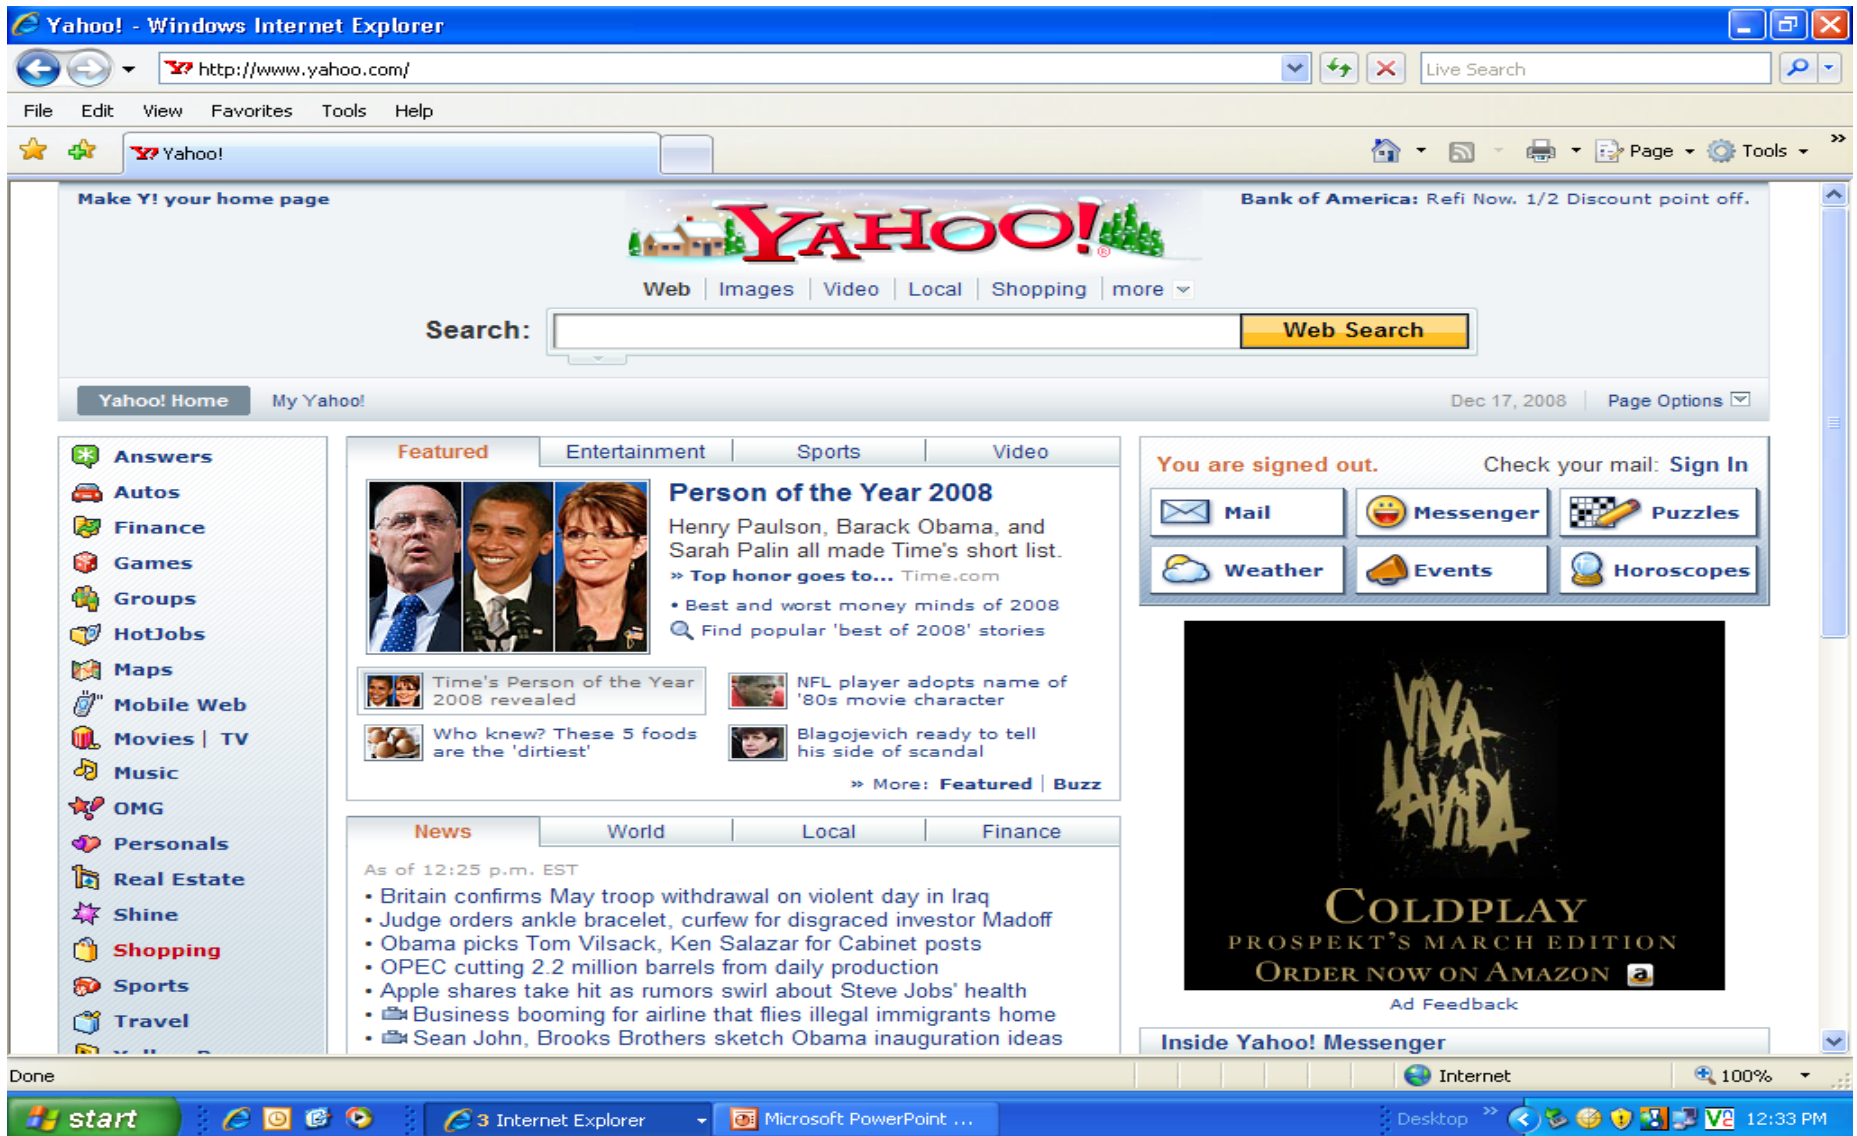 Yahoo! - Windows Internet Explorer
http://www.yahoo.com/
Live Search
File Edit View Favorites Tools Help
Yahoo!
Page Tools »
Make Y! your home page
YAHOO!®
Bank of America: Refi Now. 1/2 Discount point off.
Web | Images | Video | Local | Shopping | more
Search: Web Search
Yahoo! Home My Yahoo!
Dec 17, 2008 Page Options
Answers
Autos
Finance
Games
Groups
HotJobs
Maps
Mobile Web
Movies | TV
Music
OMG
Personals
Real Estate
Shine
Shopping
Sports
Travel
Featured Entertainment Sports Video
Person of the Year 2008
Henry Paulson, Barack Obama, and
Sarah Palin all made Time's short list.
» Top honor goes to... Time.com
• Best and worst money minds of 2008
Find popular 'best of 2008' stories
Time's Person of the Year
2008 revealed
NFL player adopts name of
'80s movie character
Who knew? These 5 foods
are the 'dirtiest'
Blagojevich ready to tell
his side of scandal
» More: Featured | Buzz
News World Local Finance
As of 12:25 p.m. EST
• Britain confirms May troop withdrawal on violent day in Iraq
• Judge orders ankle bracelet, curfew for disgraced investor Madoff
• Obama picks Tom Vilsack, Ken Salazar for Cabinet posts
• OPEC cutting 2.2 million barrels from daily production
• Apple shares take hit as rumors swirl about Steve Jobs' health
• Business booming for airline that flies illegal immigrants home
• Sean John, Brooks Brothers sketch Obama inauguration ideas
You are signed out. Check your mail: Sign In
Mail Messenger Puzzles
Weather Events Horoscopes
VIVA
LA VIDA
COLDPLAY
PROSPEKT'S MARCH EDITION
ORDER NOW ON AMAZON a
Ad Feedback
Inside Yahoo! Messenger
Done Internet 100%
start 3 Internet Explorer Microsoft PowerPoint ... Desktop » 12:33 PM